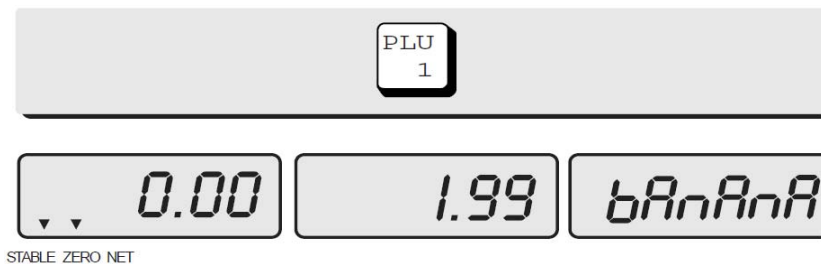 PLU
1
0.00 1.99 bAnAnA
STABLE ZERO NET